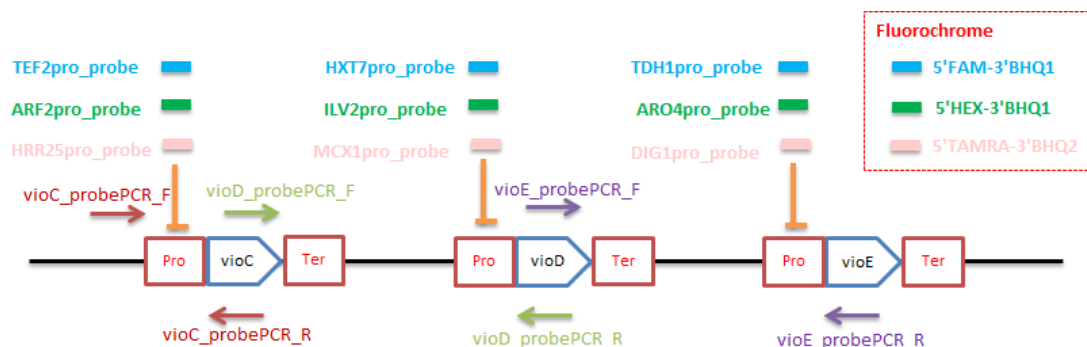 Fluorochrome
TEF2pro_probe
HXT7pro_probe
TDH1pro_probe
5'FAM-3'BHQ1
ARF2pro_probe
ILV2pro_probe
ARO4pro_probe
5'HEX-3'BHQ1
HRR25pro_probe
MCX1pro_probe
DIG1pro_probe
5'TAMRA-3'BHQ2
vioC_probePCR_F
vioD_probePCR_F
vioE_probePCR_F
Pro
vioC
Ter
Pro
vioD
Ter
Pro
vioE
Ter
vioC_probePCR_R
vioD_probePCR_R
vioE_probePCR_R